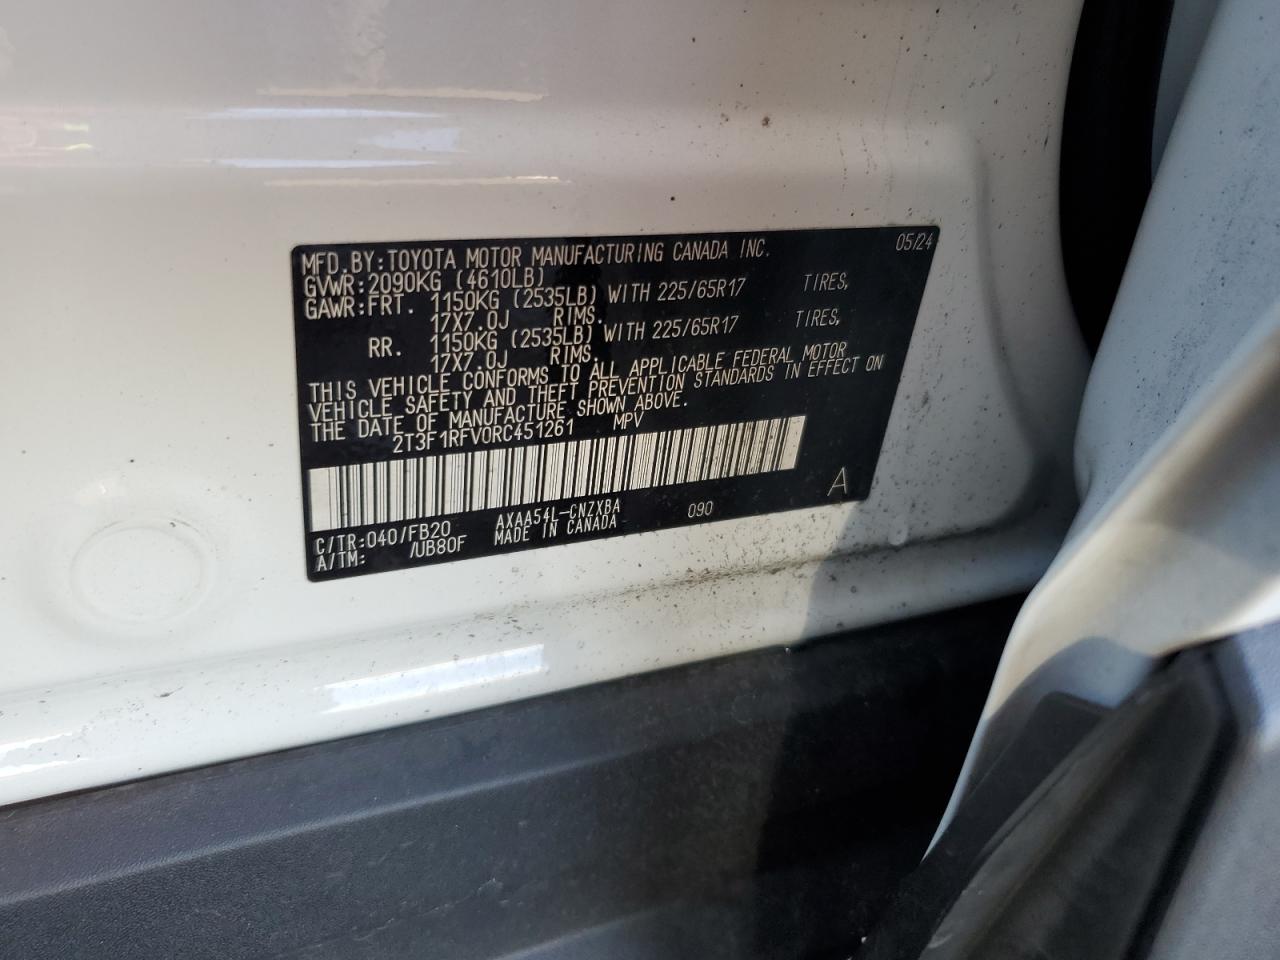 MFD.BY:TOYOTA MOTOR MANUFACTURING CANADA INC. 05/24
GVWR:2090KG (4610LB)
GAWR:FRT. 1150KG (2535LB) WITH 225/65R17 TIRES,
17X7.0J RIMS.
RR. 1150KG (2535LB) WITH 225/65R17 TIRES,
17X7.0J RIMS.
THIS VEHICLE CONFORMS TO ALL APPLICABLE FEDERAL MOTOR
VEHICLE SAFETY AND THEFT PREVENTION STANDARDS IN EFFECT ON
THE DATE OF MANUFACTURE SHOWN ABOVE.
2T3F1RFV0RC451261 MPV
A
C/TR:040/FB20 AXAA54L-CNZXBA 090
A/TM: /UB80F MADE IN CANADA